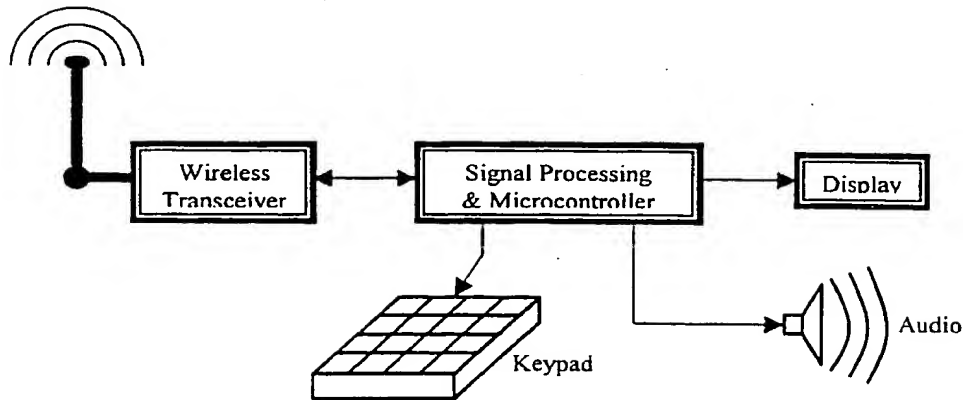 Wireless
Transceiver
Signal Processing
& Microcontroller
Display
Keypad
Audio